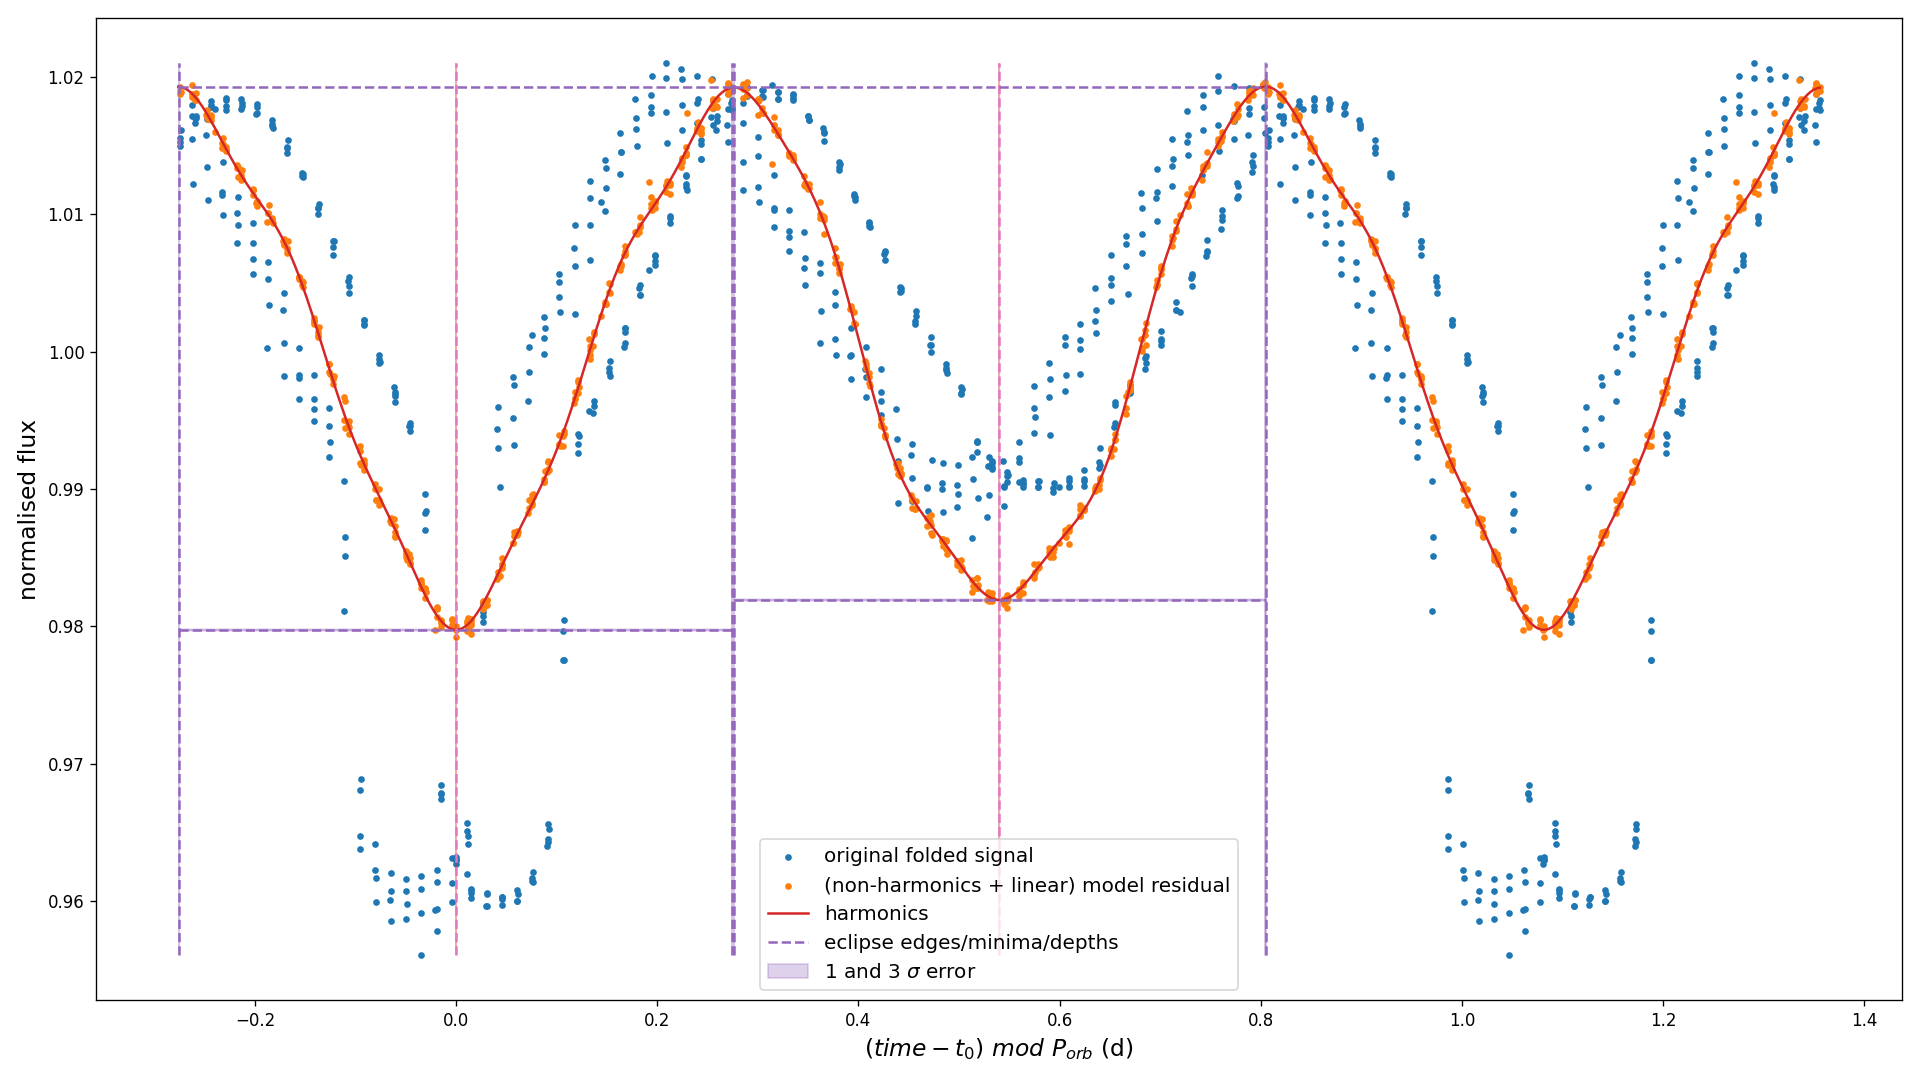 1.02
1.01
1.00
0.99
0.98
0.97
0.96
normalised flux
original folded signal
(non-harmonics + linear) model residual
harmonics
eclipse edges/minima/depths
1 and 3 σ error
−0.2 0.0 0.2 0.4 0.6 0.8 1.0 1.2 1.4
(time − t₀) mod P_orb (d)